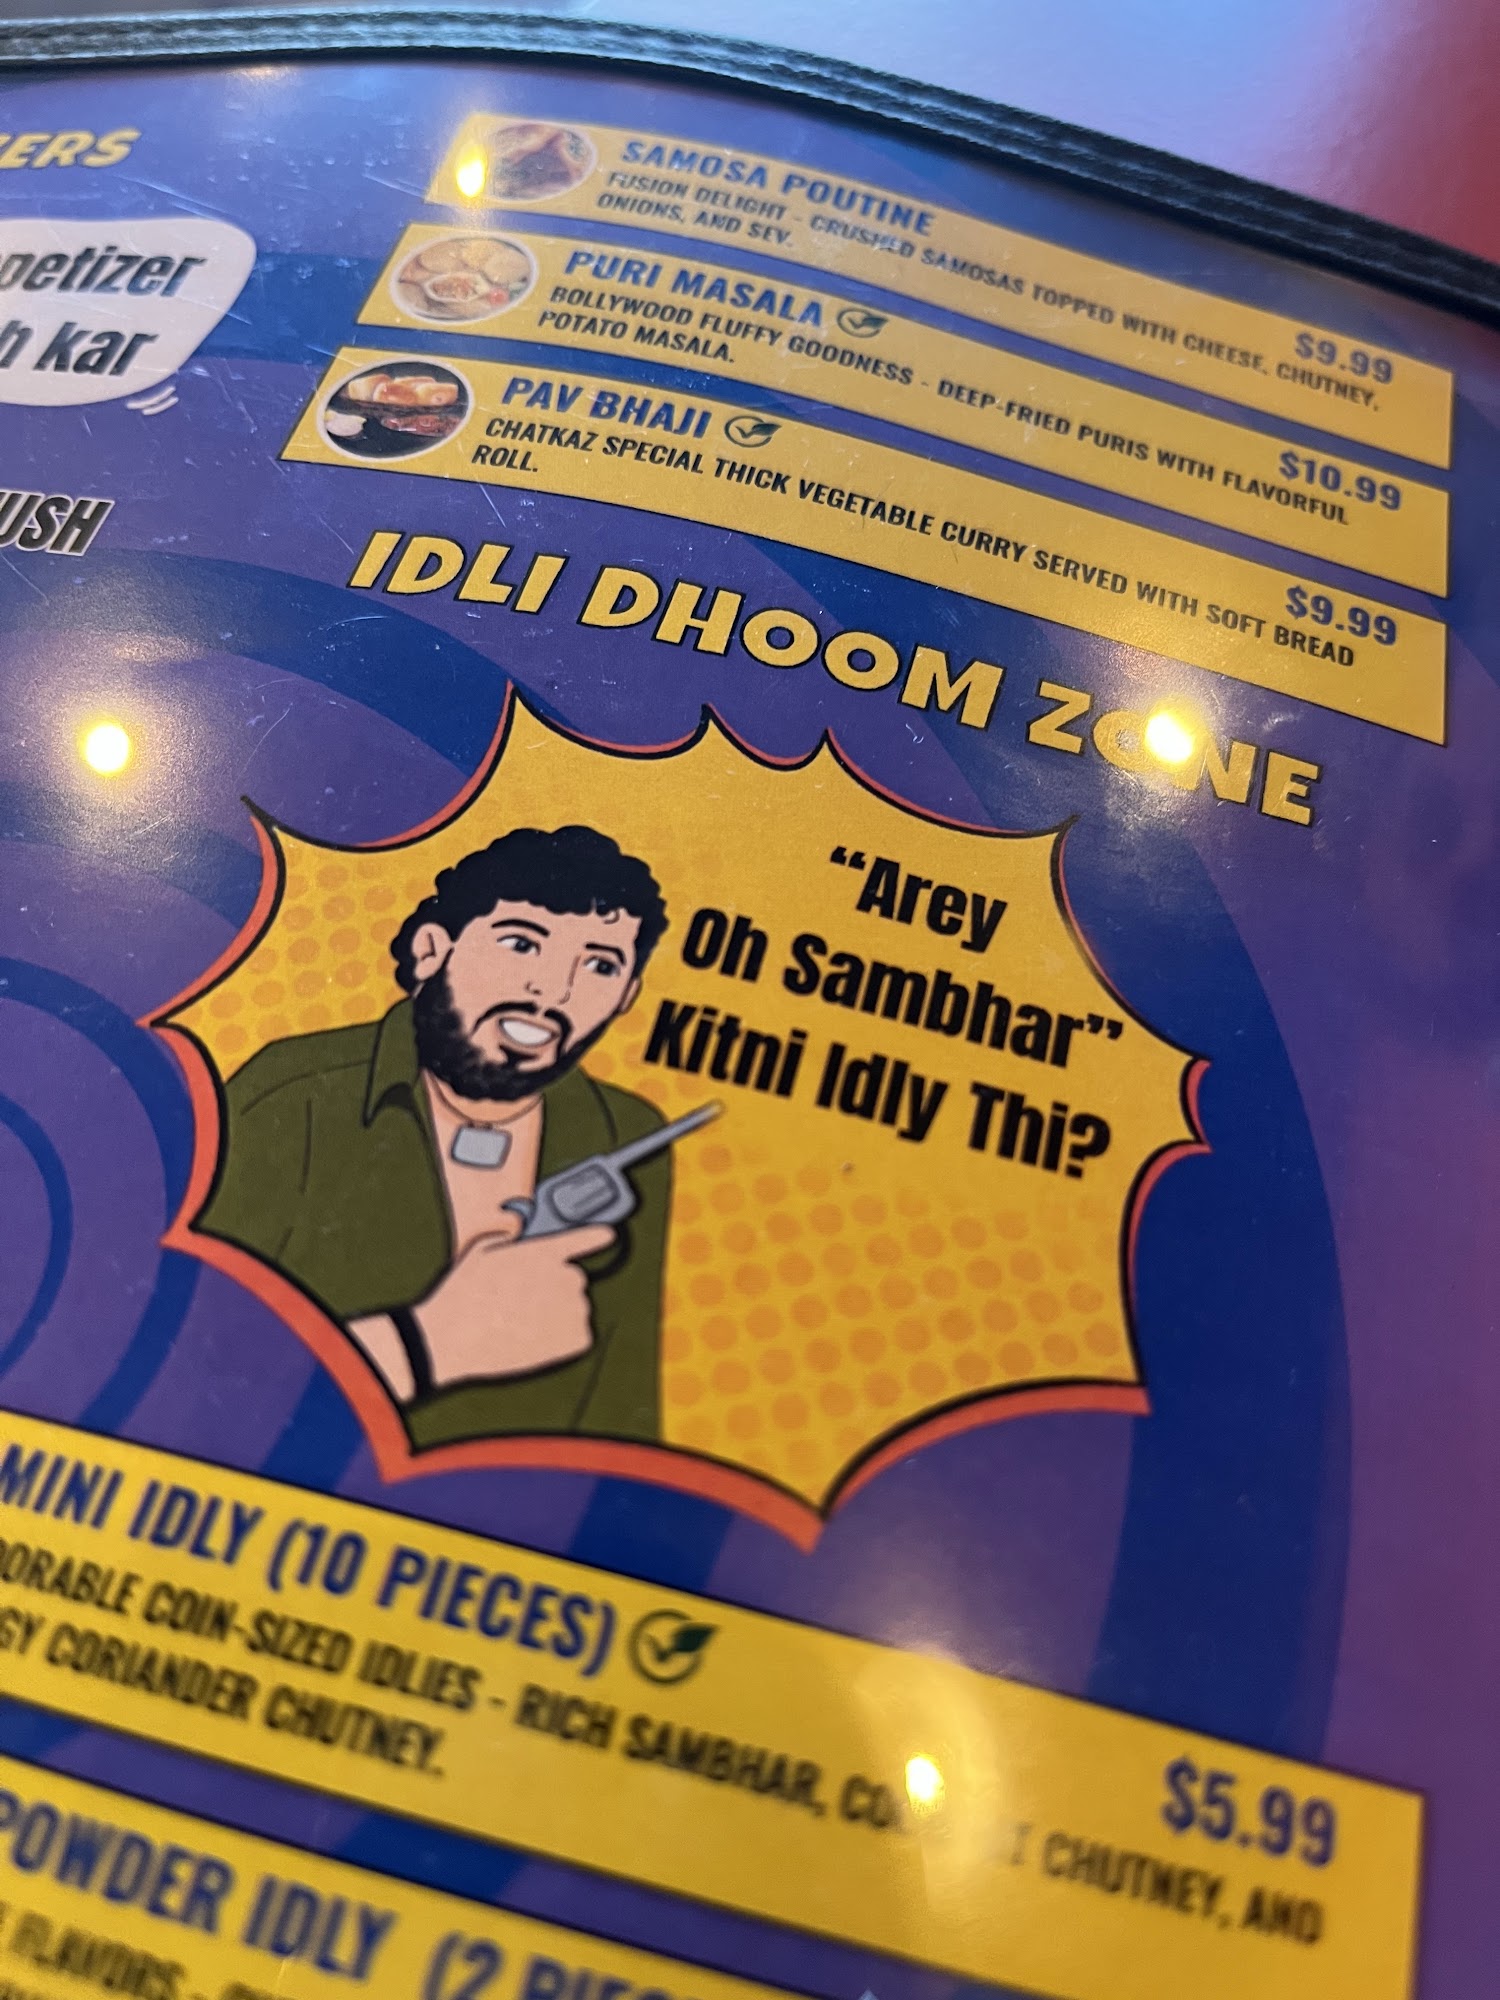 petizer
h kar
USH
SAMOSA POUTINE
FUSION DELIGHT - CRUSHED SAMOSAS TOPPED WITH CHEESE, CHUTNEY,
ONIONS, AND SEV.
$9.99
PURI MASALA
BOLLYWOOD FLUFFY GOODNESS - DEEP-FRIED PURIS WITH FLAVORFUL
POTATO MASALA.
$10.99
PAV BHAJI
CHATKAZ SPECIAL THICK VEGETABLE CURRY SERVED WITH SOFT BREAD
ROLL.
$9.99
IDLI DHOOM ZONE
“Arey
Oh Sambhar”
Kitni Idly Thi?
MINI IDLY (10 PIECES)
$5.99
DORABLE COIN-SIZED IDLIES - RICH SAMBHAR, CHUTNEY, AND
GY CORIANDER CHUTNEY.
POWDER IDLY (2
FLAVORS -